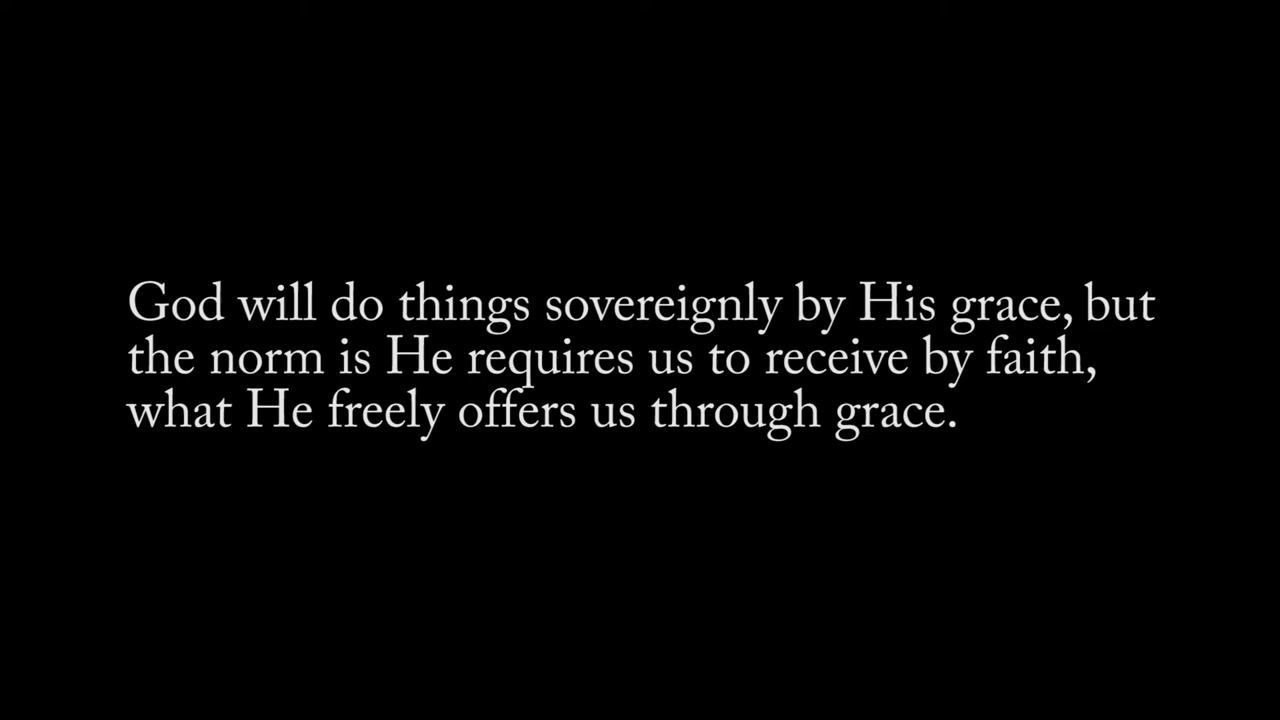 God will do things sovereignly by His grace, but
the norm is He requires us to receive by faith,
what He freely offers us through grace.